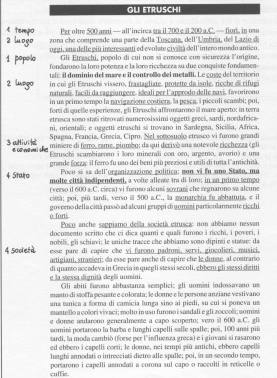 GLI ETRUSCHI
1 tempo
2 luogo
Per oltre 500 anni — all'incirca tra il 700 e il 200 a.C. — fiorì, in una
zona che comprende una parte della Toscana, dell'Umbria, del Lazio di
oggi, una delle più interessanti ed evolute civiltà dell'intero mondo antico.
1 popolo
Gli Etruschi, popolo di cui non si conosce con sicurezza l'origine,
fondarono la loro potenza e la loro ricchezza su due conquiste fondamen-
tali: il dominio del mare e il controllo dei metalli. Le coste del territorio
2 luogo
in cui gli Etruschi vissero, frastagliate, protette da isole, ricche di rifugi
naturali, facili da raggiungere, ideali per l'approdo delle navi, favorirono
in un primo tempo la navigazione costiera, la pesca, i piccoli scambi; poi,
forti di quelle esperienze, gli Etruschi affrontarono il mare aperto: in terra
etrusca sono stati ritrovati numerosissimi oggetti greci, sardi, nordafrica-
ni, orientali; e oggetti etruschi si trovano in Sardegna, Sicilia, Africa,
Spagna, Francia, Grecia, Cipro. Nel sottosuolo etrusco vi furono grandi
3 attività
economiche
miniere di ferro, rame, piombo; da qui derivò una notevole ricchezza (gli
Etruschi scambiarono i loro minerali con oro, argento, avorio) e una
grande forza: il ferro fu uno dei beni più preziosi e utili di tutta l'antichità.
4 Stato
Poco si sa dell'organizzazione politica: non vi fu uno Stato, ma
molte città indipendenti, a volte alleate tra di loro; in un primo tempo
(verso il 600 a.C. circa) vi furono alcuni sovrani che regnarono su alcune
città; poi, più tardi, verso il 500 a.C., la monarchia fu abbattuta, e il
governo della città passò ad alcuni gruppi di uomini particolarmente ricchi
o forti.
4 società
Poco anche sappiamo della società etrusca: non abbiamo nessun
documento scritto che ci dica quanti e quali furono i ricchi, i poveri, i
nobili, gli schiavi; le uniche tracce che abbiamo sono dipinti e statue: da
esse par di capire che vi furono padroni, servi, giocolieri, musici,
artigiani, stranieri; da esse pare anche di capire che le donne, al contrario
di quanto accadeva in Grecia in quegli stessi secoli, ebbero gli stessi diritti
e la stessa dignità degli uomini.
Gli abiti furono abbastanza semplici; gli uomini indossavano un
manto di stoffa pesante e colorata; le donne e le persone anziane vestivano
una tunica a forma di camicia lunga sino ai piedi, su cui si poneva un
mantello a colori vivaci; molto in uso furono i sandali e gli zoccoli; uomini
e donne andarono generalmente a capo scoperto; verso il 600 a.C. gli
uomini portarono la barba e lunghi capelli sulle spalle; poi, 100 anni più
tardi, la moda cambiò (forse per l'influenza greca) e i giovani si rasarono
ed ebbero i capelli corti; le donne, nei tempi più antichi, ebbero capelli
lunghi annodati o intrecciati dietro alle spalle; poi, in un secondo tempo,
portarono i capelli annodati a corona sul capo o raccolti in reticelle o
cuffie.